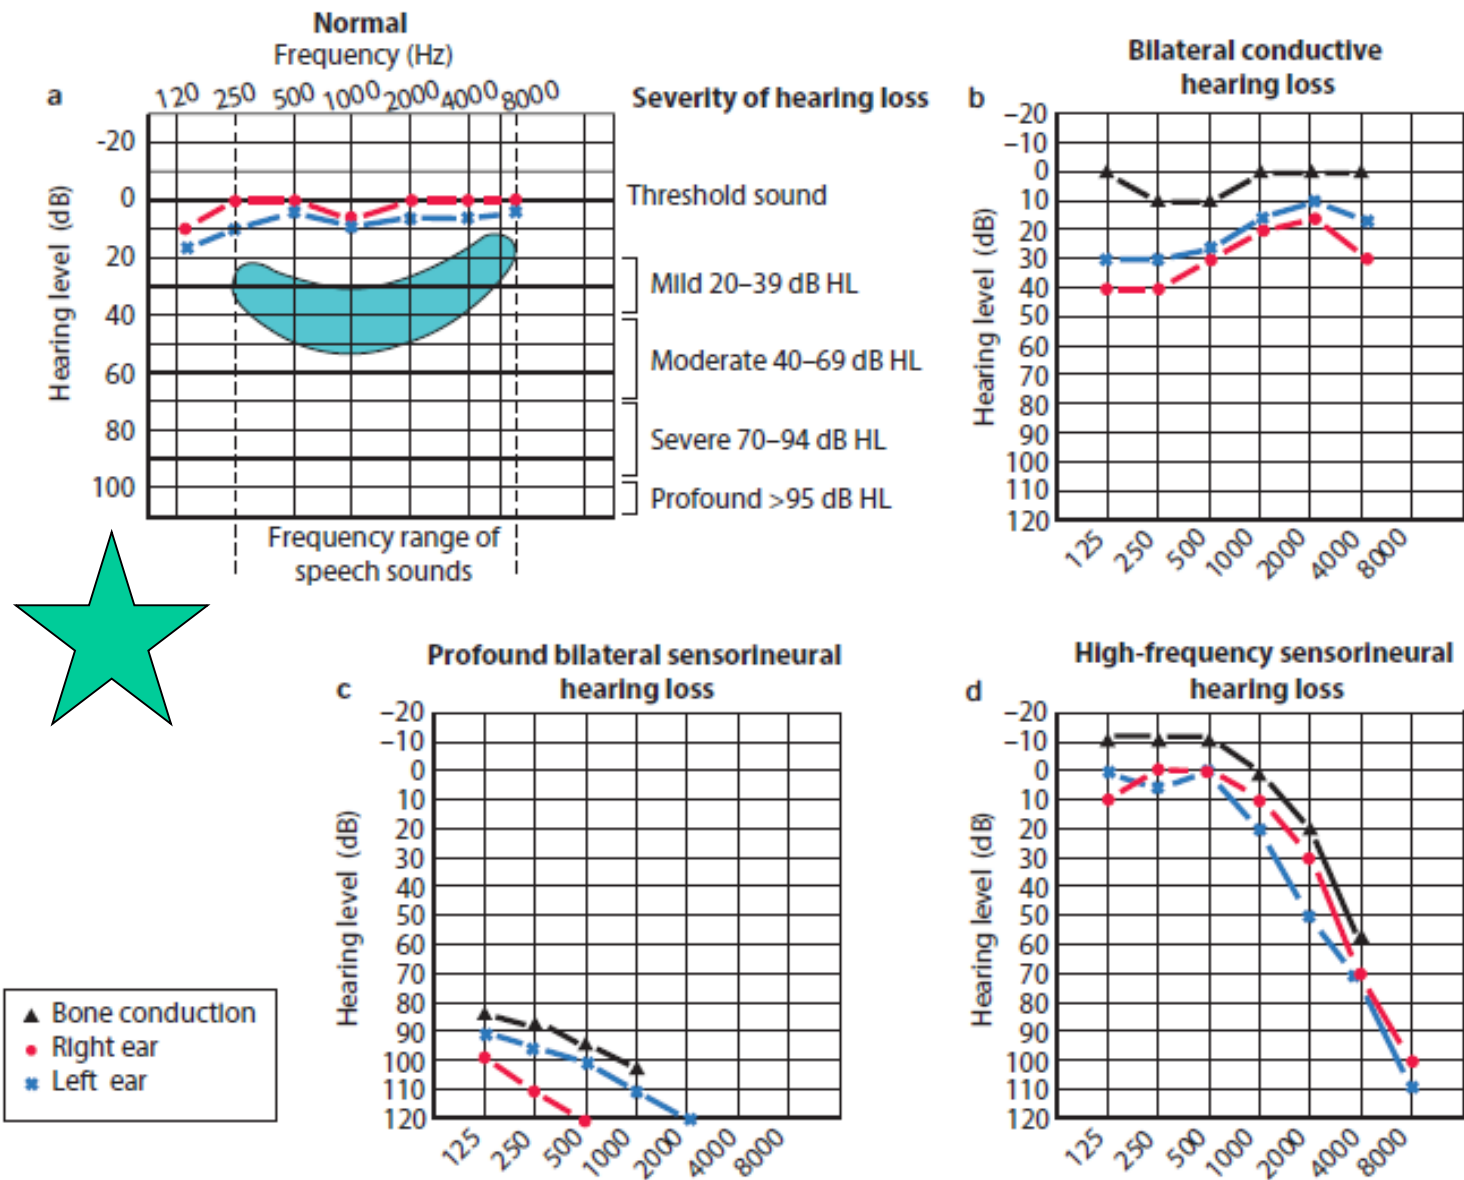 Normal
Frequency (Hz)
a
120 250 500 1000 2000 4000 8000
Severity of hearing loss
Hearing level (dB)
-20
0
20
40
60
80
100
Threshold sound
Mild 20–39 dB HL
Moderate 40–69 dB HL
Severe 70–94 dB HL
Profound >95 dB HL
Frequency range of
speech sounds
b
Bilateral conductive
hearing loss
Hearing level (dB)
–20
–10
0
10
20
30
40
50
60
70
80
90
100
110
120
125 250 500 1000 2000 4000 8000
c
Profound bilateral sensorineural
hearing loss
Hearing level (dB)
–20
–10
0
10
20
30
40
50
60
70
80
90
100
110
120
125 250 500 1000 2000 4000 8000
d
High-frequency sensorineural
hearing loss
Hearing level (dB)
–20
–10
0
10
20
30
40
50
60
70
80
90
100
110
120
125 250 500 1000 2000 4000 8000
Bone conduction
Right ear
Left ear